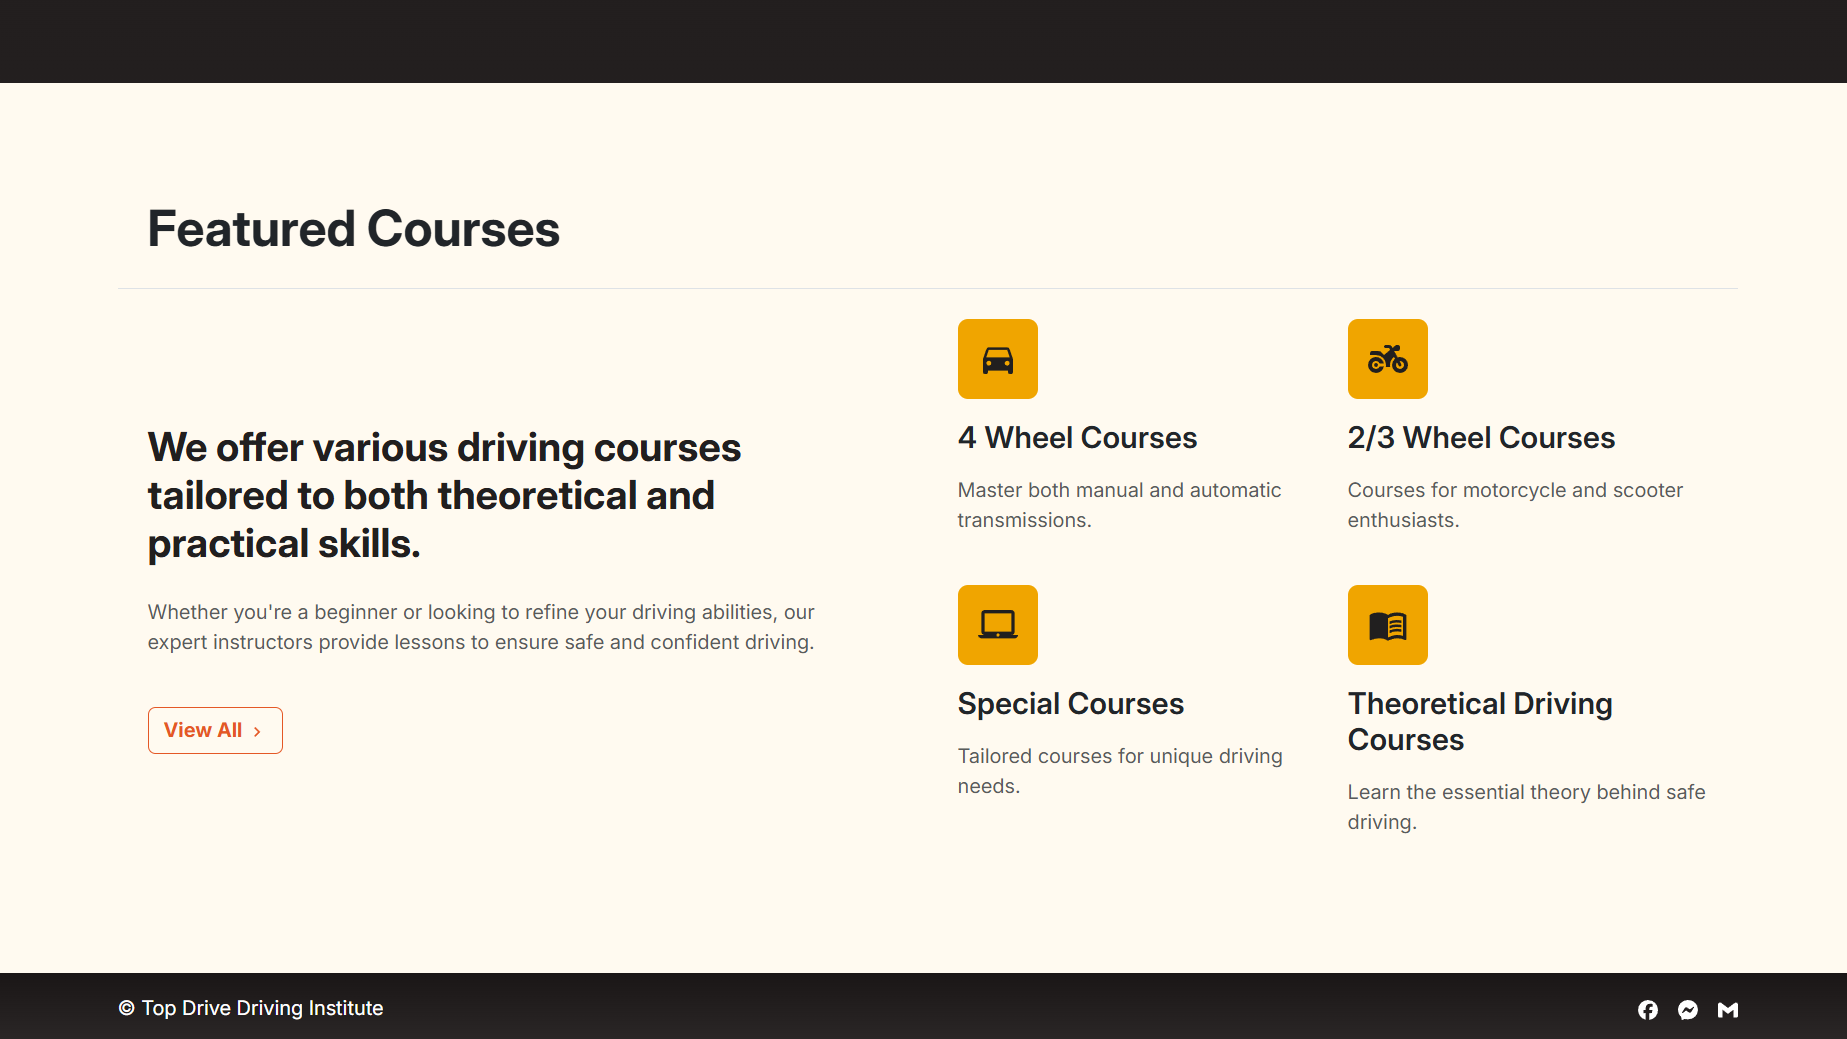 Featured Courses
We offer various driving courses
tailored to both theoretical and
practical skills.
Whether you're a beginner or looking to refine your driving abilities, our
expert instructors provide lessons to ensure safe and confident driving.
View All
4 Wheel Courses
Master both manual and automatic
transmissions.
2/3 Wheel Courses
Courses for motorcycle and scooter
enthusiasts.
Special Courses
Tailored courses for unique driving
needs.
Theoretical Driving
Courses
Learn the essential theory behind safe
driving.
© Top Drive Driving Institute